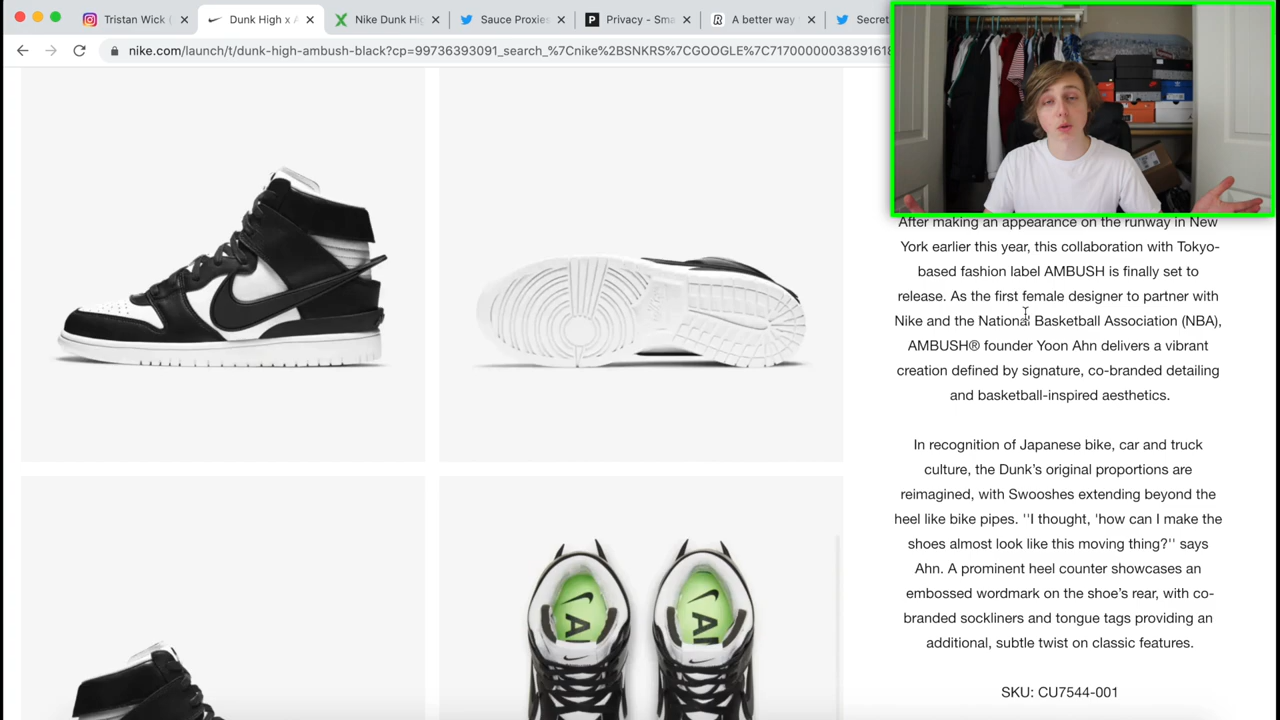 Tristan Wick (
Dunk High x A
Nike Dunk Hig
Sauce Proxies
Privacy - Sma
A better way
Secret
nike.com/launch/t/dunk-high-ambush-black?cp=99736393091_search_%7Cnike%2BSNKRS%7CGOOGLE%7C717000000038391618
After making an appearance on the runway in New
York earlier this year, this collaboration with Tokyo-
based fashion label AMBUSH is finally set to
release. As the first female designer to partner with
Nike and the National Basketball Association (NBA),
AMBUSH® founder Yoon Ahn delivers a vibrant
creation defined by signature, co-branded detailing
and basketball-inspired aesthetics.
In recognition of Japanese bike, car and truck
culture, the Dunk's original proportions are
reimagined, with Swooshes extending beyond the
heel like bike pipes. ''I thought, 'how can I make the
shoes almost look like this moving thing?'' says
Ahn. A prominent heel counter showcases an
embossed wordmark on the shoe's rear, with co-
branded sockliners and tongue tags providing an
additional, subtle twist on classic features.
SKU: CU7544-001